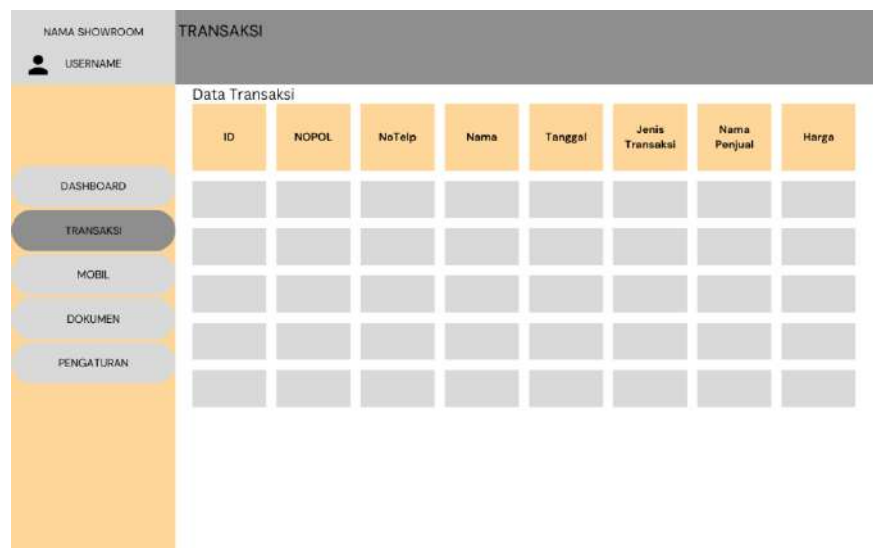 NAMA SHOWROOM
USERNAME
TRANSAKSI
Data Transaksi
ID
NOPOL
NoTelp
Nama
Tanggal
Jenis
Transaksi
Nama
Penjual
Harga
DASHBOARD
TRANSAKSI
MOBIL
DOKUMEN
PENGATURAN